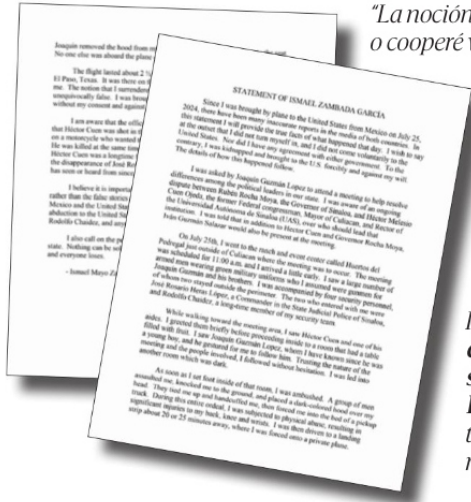 "La noción
o cooperé v
Joaquin removed the hood from m
No one else was aboard the plane
The flight lasted about 2 ½
El Paso, Texas. It was there on t
me. The notion that I surrendere
unequivocally false. I was broug
without my consent and against
I am aware that the offic
that Héctor Cuen was shot in t
on a motorcycle who wanted t
He was killed at the same time
Héctor Cuen was a longtime f
the disappearance of José Ros
has seen or heard from since
I believe it is importa
rather than the false stories
Mexico and the United Stat
abduction to the United St
Rodolfo Chaidez, and any
I also call on the po
state. Nothing can be sol
and everyone loses.
- Ismael Mayo Za
STATEMENT OF ISMAEL ZAMBADA GARCÍA
Since I was brought by plane to the United States from Mexico on July 25,
2024, there have been many inaccurate reports in the media of both countries. In
this statement I will provide the true facts of what happened that day. I wish to say
at the outset that I did not turn myself in, and I did not come voluntarily to the
United States. Nor did I have any agreement with either government. To the
contrary, I was kidnapped and brought to the U.S. forcibly and against my will.
The details of how this happened follow.
I was asked by Joaquín Guzmán Lopez to attend a meeting to help resolve
differences among the political leaders in our state. I was aware of an ongoing
dispute between Rubén Rocha Moya, the Governor of Sinaloa, and Héctor Melesio
Cuen Ojeda, the former Federal congressman, Mayor of Culiacan, and Rector of
the Universidad Autónoma de Sinaloa (UAS), over who should lead that
institution. I was told that in addition to Héctor Cuen and Governor Rocha Moya,
Iván Guzmán Salazar would also be present at the meeting.
On July 25th, I went to the ranch and event center called Huertos del
Pedregal just outside of Culiacan where the meeting was to occur. The meeting
was scheduled for 11:00 a.m. and I arrived a little early. I saw a large number of
armed men wearing green military uniforms who I assumed were gunmen for
Joaquín Guzmán and his brothers. I was accompanied by four security personnel,
of whom two stayed outside the perimeter. The two who entered with me were
José Rosario Heras López, a Commander in the State Judicial Police of Sinaloa,
and Rodolfo Chaidez, a long-time member of my security team.
While walking toward the meeting area, I saw Héctor Cuen and one of his
aides. I greeted them briefly before proceeding inside to a room that had a table
filled with fruit. I saw Joaquín Guzmán Lopez, whom I have known since he was
a young boy, and he gestured for me to follow him. Trusting the nature of the
meeting and the people involved, I followed without hesitation. I was led into
another room which was dark.
As soon as I set foot inside of that room, I was ambushed. A group of men
assaulted me, knocked me to the ground, and placed a dark-colored hood over my
head. They tied me up and handcuffed me, then forced me into the bed of a pickup
truck. During this entire ordeal, I was subjected to physical abuse, resulting in
significant injuries to my back, knee and wrists. I was then driven to a landing
strip about 20 or 25 minutes away, where I was forced onto a private plane.